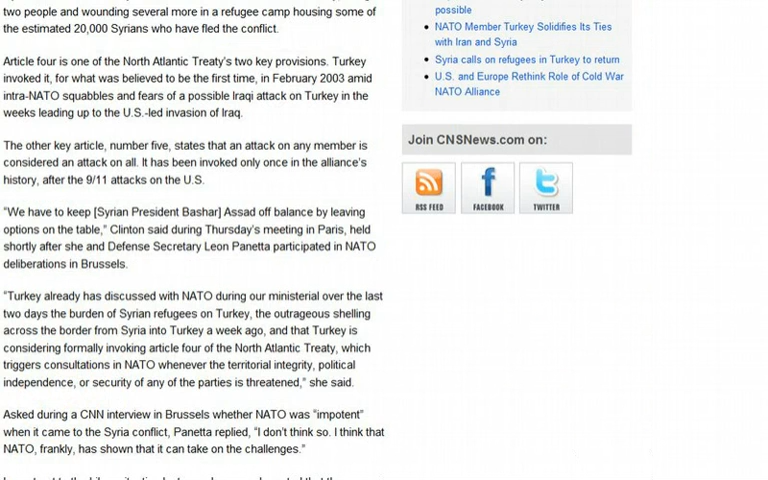 two people and wounding several more in a refugee camp housing some of
the estimated 20,000 Syrians who have fled the conflict.
Article four is one of the North Atlantic Treaty's two key provisions. Turkey
invoked it, for what was believed to be the first time, in February 2003 amid
intra-NATO squabbles and fears of a possible Iraqi attack on Turkey in the
weeks leading up to the U.S.-led invasion of Iraq.
The other key article, number five, states that an attack on any member is
considered an attack on all. It has been invoked only once in the alliance's
history, after the 9/11 attacks on the U.S.
"We have to keep [Syrian President Bashar] Assad off balance by leaving
options on the table," Clinton said during Thursday's meeting in Paris, held
shortly after she and Defense Secretary Leon Panetta participated in NATO
deliberations in Brussels.
"Turkey already has discussed with NATO during our ministerial over the last
two days the burden of Syrian refugees on Turkey, the outrageous shelling
across the border from Syria into Turkey a week ago, and that Turkey is
considering formally invoking article four of the North Atlantic Treaty, which
triggers consultations in NATO whenever the territorial integrity, political
independence, or security of any of the parties is threatened," she said.
Asked during a CNN interview in Brussels whether NATO was "impotent"
when it came to the Syria conflict, Panetta replied, "I don't think so. I think that
NATO, frankly, has shown that it can take on the challenges."
possible
NATO Member Turkey Solidifies Its Ties
with Iran and Syria
Syria calls on refugees in Turkey to return
U.S. and Europe Rethink Role of Cold War
NATO Alliance
Join CNSNews.com on:
RSS FEED
FACEBOOK
TWITTER